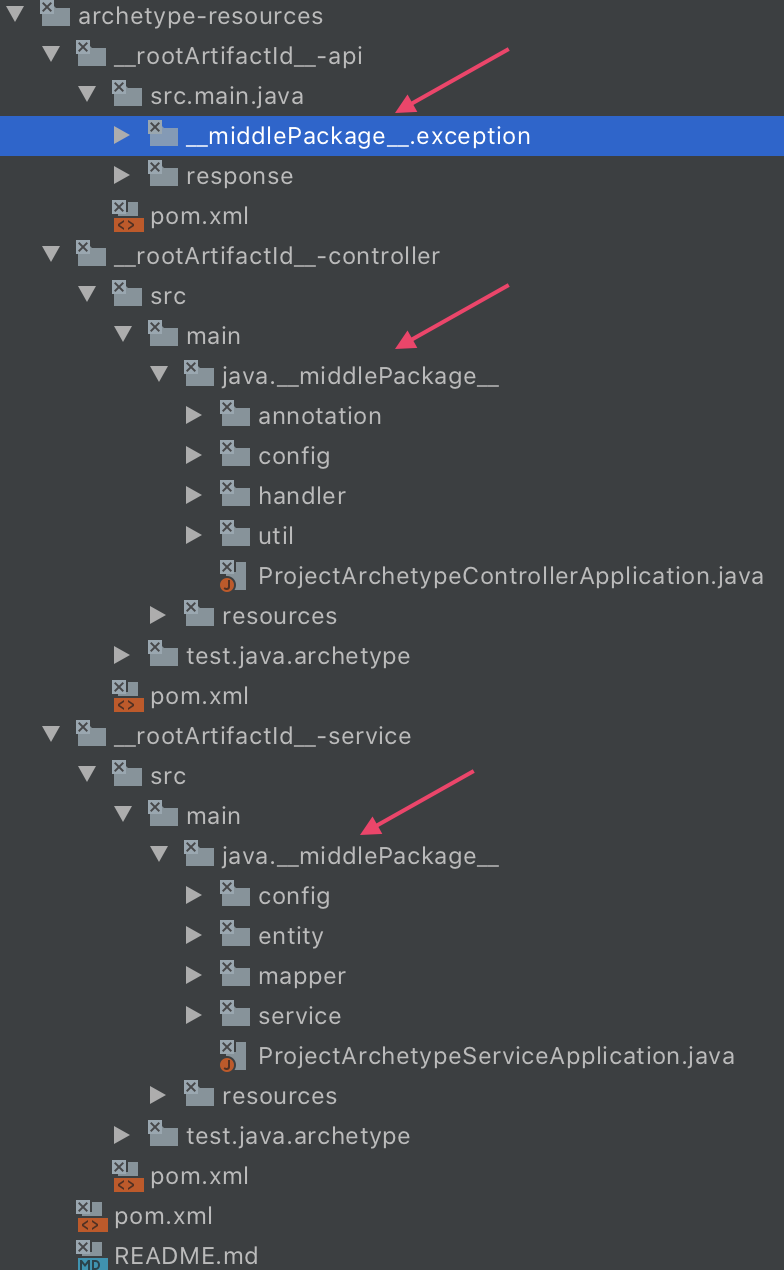 archetype-resources
__rootArtifactId__-api
src.main.java
__middlePackage__.exception
response
pom.xml
__rootArtifactId__-controller
src
main
java.__middlePackage__
annotation
config
handler
util
ProjectArchetypeControllerApplication.java
resources
test.java.archetype
pom.xml
__rootArtifactId__-service
src
main
java.__middlePackage__
config
entity
mapper
service
ProjectArchetypeServiceApplication.java
resources
test.java.archetype
pom.xml
pom.xml
README.md